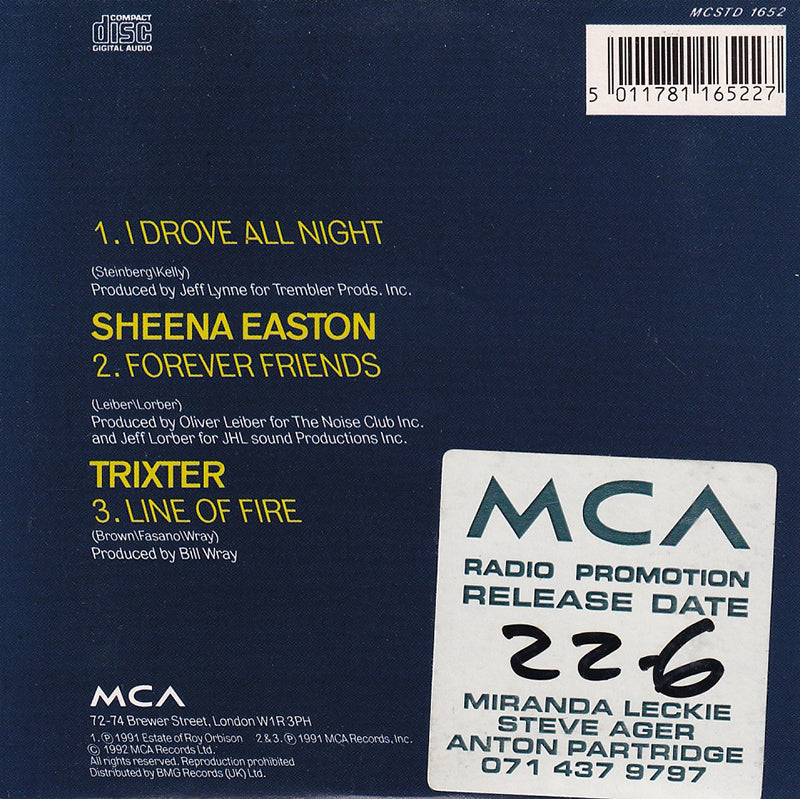 COMPACT
disc
DIGITAL AUDIO
MCSTD 1652
5 011781 165227
1. I DROVE ALL NIGHT
(Steinberg\Kelly)
Produced by Jeff Lynne for Trembler Prods. Inc.
SHEENA EASTON
2. FOREVER FRIENDS
(Leiber\Lorber)
Produced by Oliver Leiber for The Noise Club Inc.
and Jeff Lorber for JHL sound Productions Inc.
TRIXTER
3. LINE OF FIRE
(Brown\Fasano\Wray)
Produced by Bill Wray
MCA
72-74 Brewer Street, London W1R 3PH
1. ℗ 1991 Estate of Roy Orbison 2 & 3. ℗ 1991 MCA Records, Inc.
© 1992 MCA Records Ltd.
All rights reserved. Reproduction prohibited
Distributed by BMG Records (UK) Ltd.
MCA
RADIO PROMOTION
RELEASE DATE
22-6
MIRANDA LECKIE
STEVE AGER
ANTON PARTRIDGE
071 437 9797